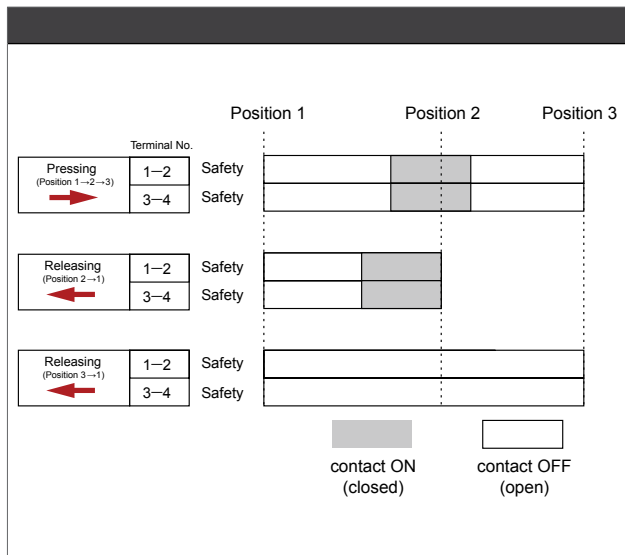 Position 1 Position 2 Position 3
Terminal No.
Pressing
(Position 1→2→3)
1—2 Safety
3—4 Safety
Releasing
(Position 2→1)
1—2 Safety
3—4 Safety
Releasing
(Position 3→1)
1—2 Safety
3—4 Safety
contact ON
(closed)
contact OFF
(open)